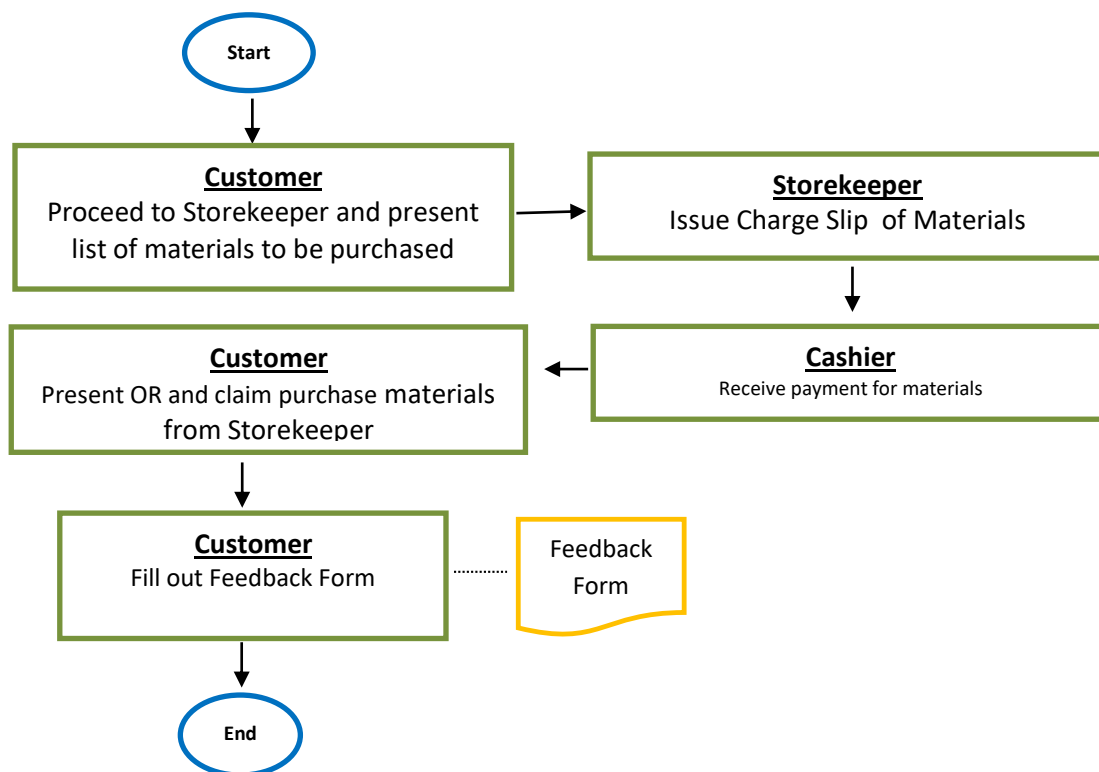 Start
Customer
Proceed to Storekeeper and present
list of materials to be purchased
Storekeeper
Issue Charge Slip of Materials
Cashier
Receive payment for materials
Customer
Present OR and claim purchase materials
from Storekeeper
Customer
Fill out Feedback Form
Feedback
Form
End